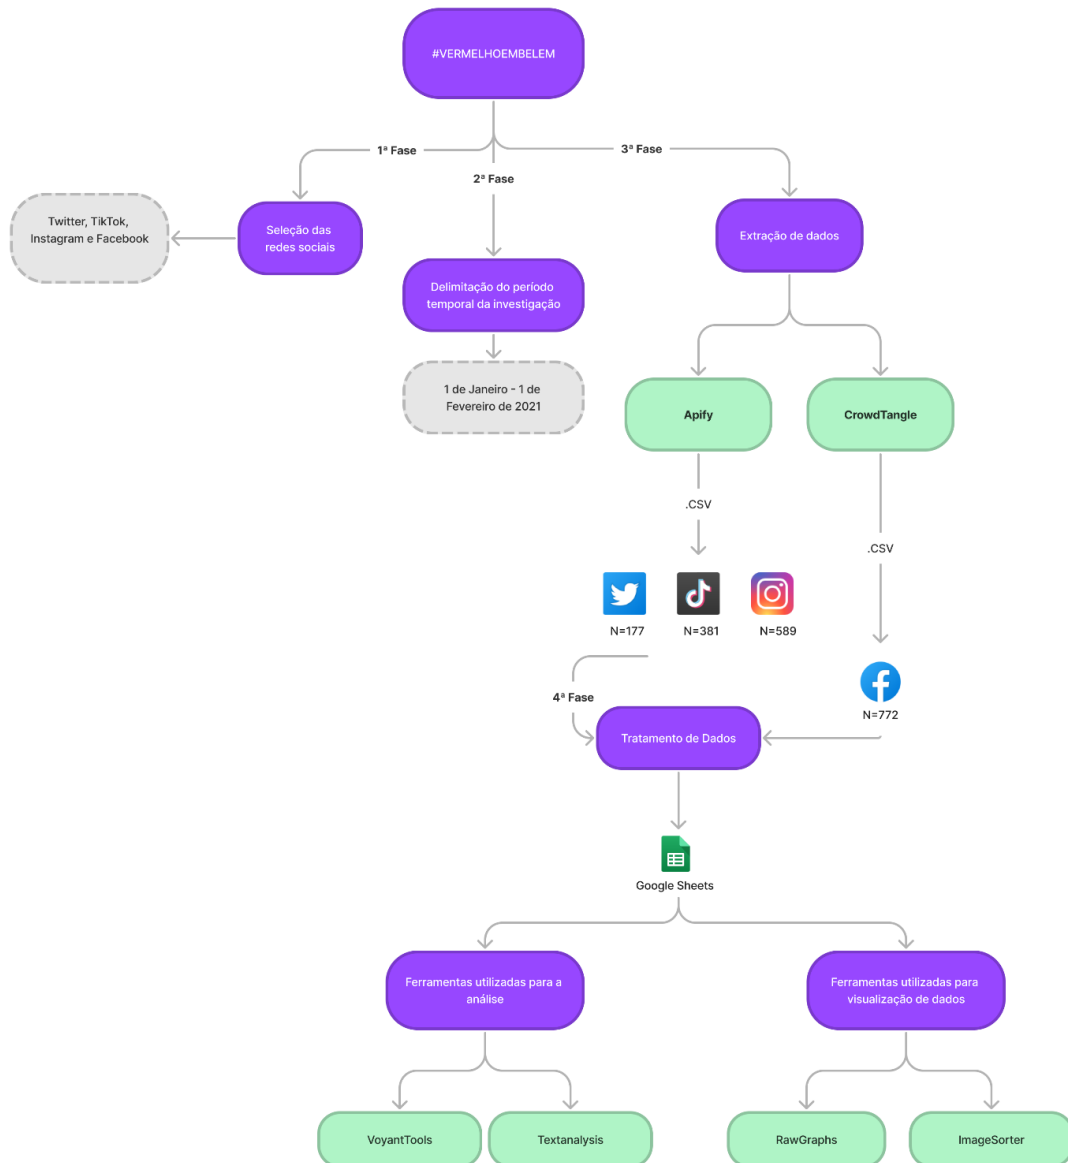 #VERMELHOEMBELEM
1ª Fase
3ª Fase
2ª Fase
Twitter, TikTok,
Instagram e Facebook
Seleção das
redes sociais
Extração de dados
Delimitação do período
temporal da investigação
1 de Janeiro - 1 de
Fevereiro de 2021
Apify
CrowdTangle
.CSV
.CSV
N=177
N=381
N=589
4ª Fase
N=772
Tratamento de Dados
Google Sheets
Ferramentas utilizadas para a
análise
Ferramentas utilizadas para
visualização de dados
VoyantTools
Textanalysis
RawGraphs
ImageSorter